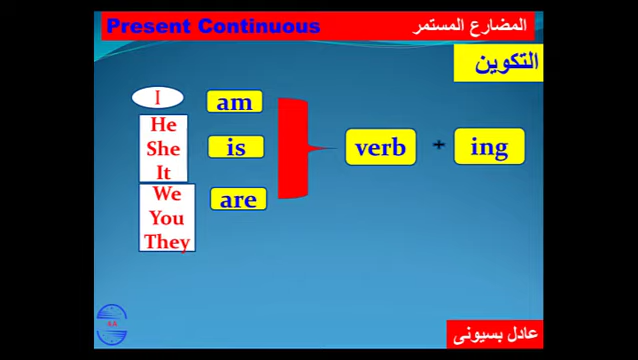 Present Continuous المضارع المستمر
التكوين
I am
He
She is verb + ing
It
We
You are
They
عادل بسيونى